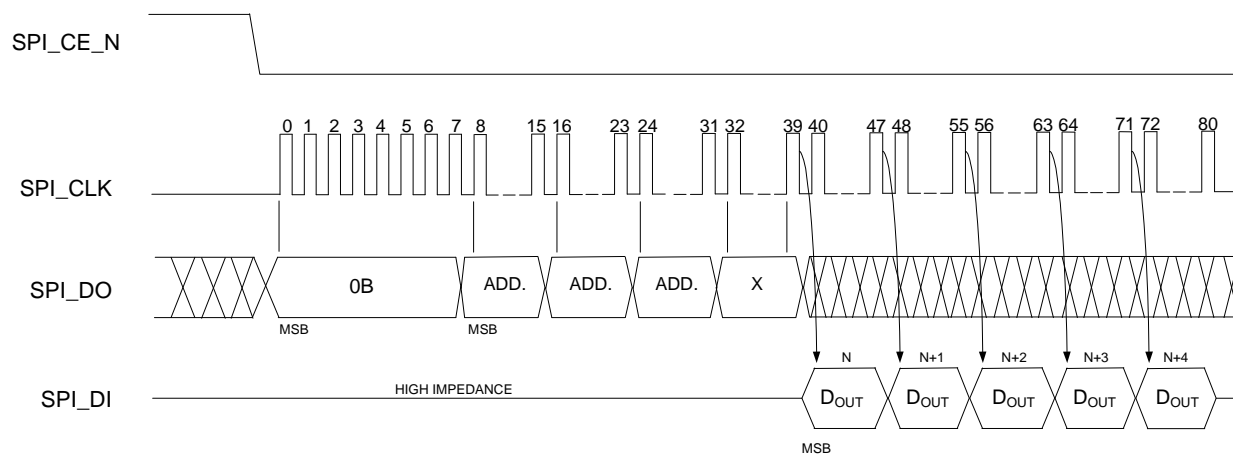 SPI_CE_N
0 1 2 3 4 5 6 7 8 15 16 23 24 31 32 39 40 47 48 55 56 63 64 71 72 80
SPI_CLK
SPI_DO
0B ADD. ADD. ADD. X
MSB MSB
N N+1 N+2 N+3 N+4
HIGH IMPEDANCE
SPI_DI
DOUT DOUT DOUT DOUT DOUT
MSB